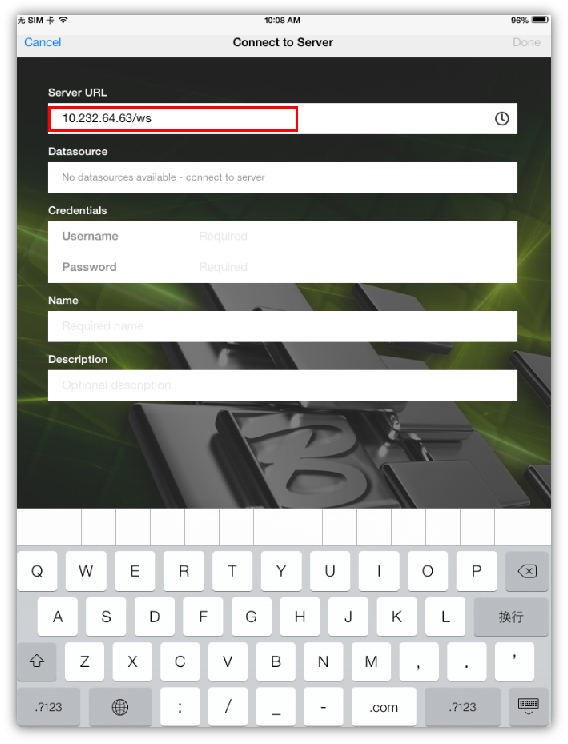 无 SIM 卡 10:08 AM 96%
Cancel Connect to Server Done
Server URL
10.232.64.63/ws
Datasource
No datasources available - connect to server
Credentials
Username Required
Password Required
Name
Required name
Description
Optional description
Q W E R T Y U I O P
A S D F G H J K L 换行
Z X C V B N M , . '
.?123 : / _ - .com .?123